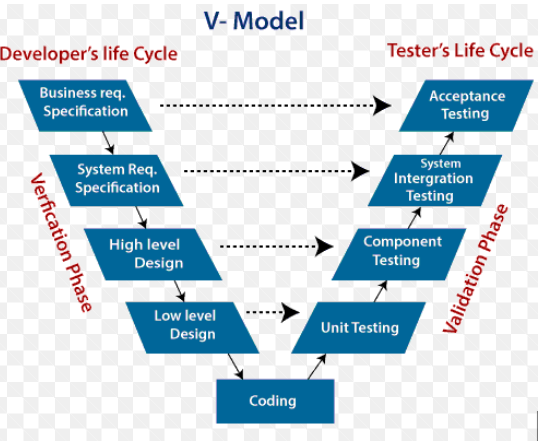 V- Model
Developer's life Cycle
Tester's Life Cycle
Business req.
Specification
Acceptance
Testing
System Req.
Specification
System
Intergration
Testing
Verfication Phase
High level
Design
Component
Testing
Validation Phase
Low level
Design
Unit Testing
Coding